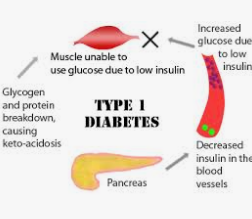 Increased
glucose due
to low
insulin
Muscle unable to
use glucose due to low insulin
Glycogen
and protein
breakdown,
causing
keto-acidosis
TYPE 1
DIABETES
Decreased
insulin in the
blood
vessels
Pancreas